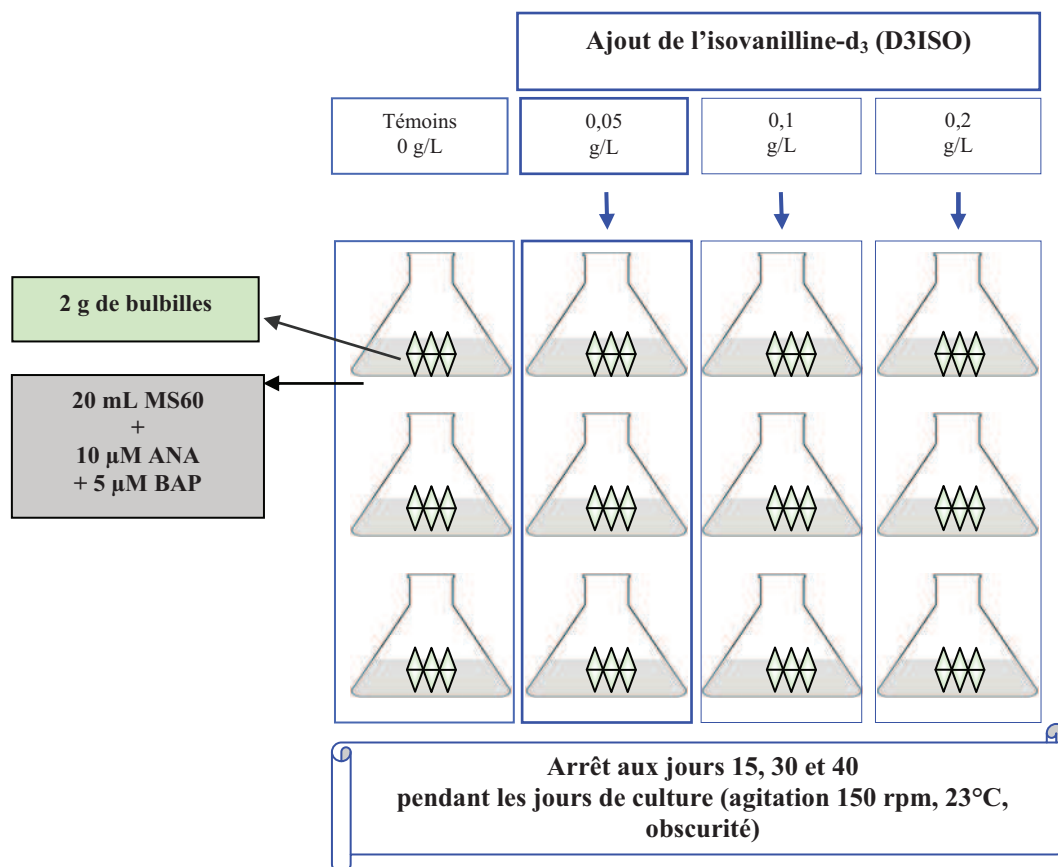 Ajout de l’isovanilline-d₃ (D3ISO)
Témoins
0 g/L
0,05
g/L
0,1
g/L
0,2
g/L
2 g de bulbilles
20 mL MS60
+
10 µM ANA
+ 5 µM BAP
Arrêt aux jours 15, 30 et 40
pendant les jours de culture (agitation 150 rpm, 23°C,
obscurité)